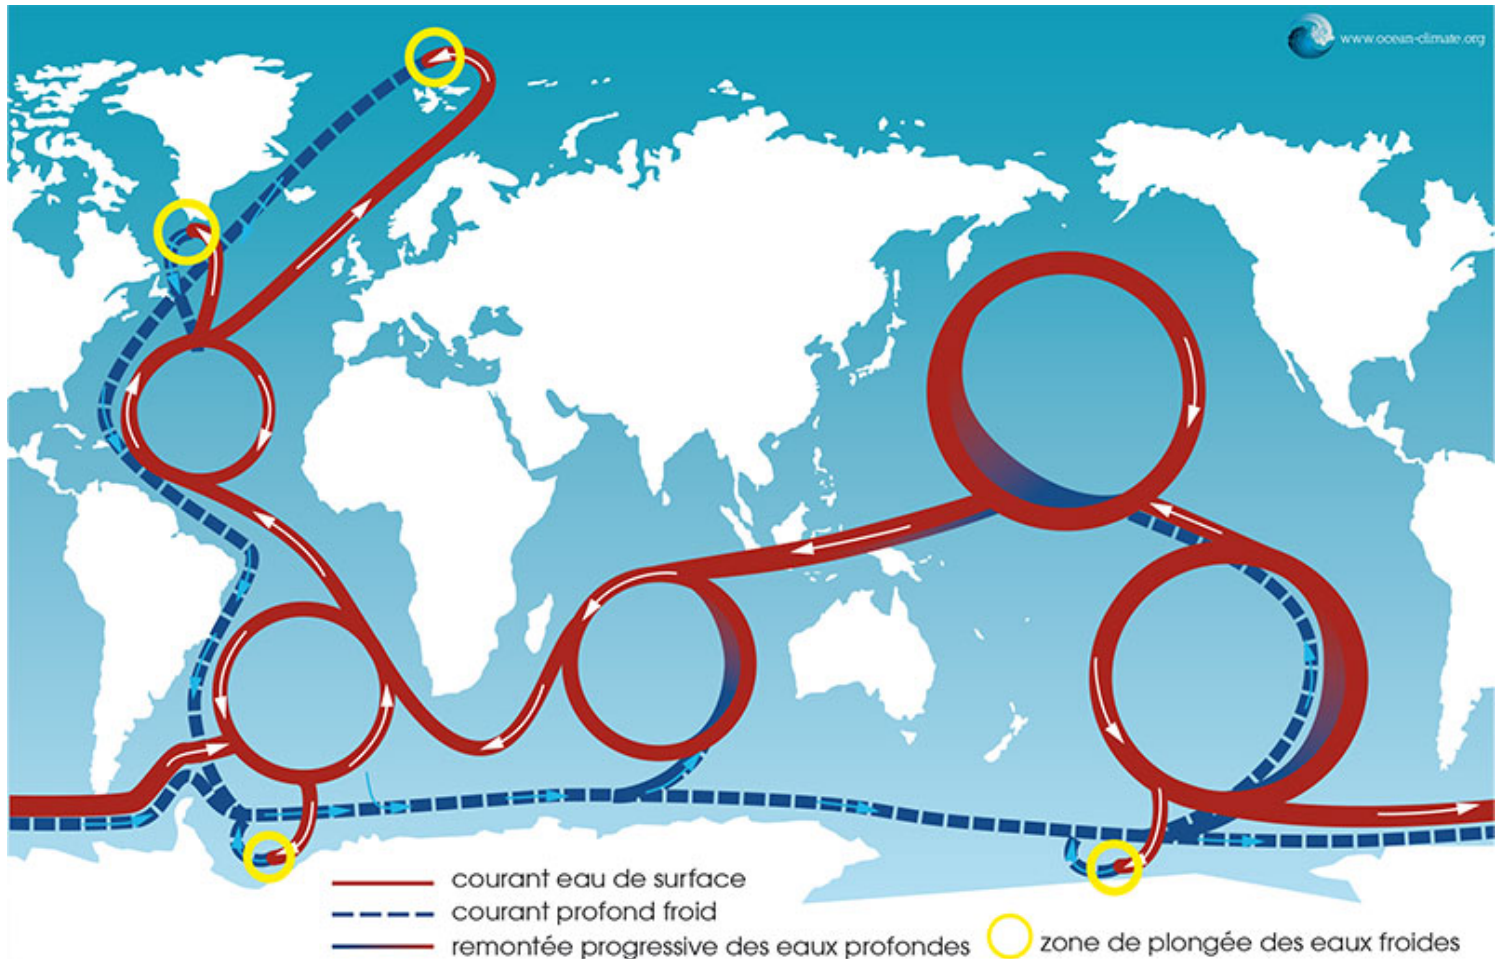 www.ocean-climate.org
courant eau de surface
courant profond froid
remontée progressive des eaux profondes
zone de plongée des eaux froides